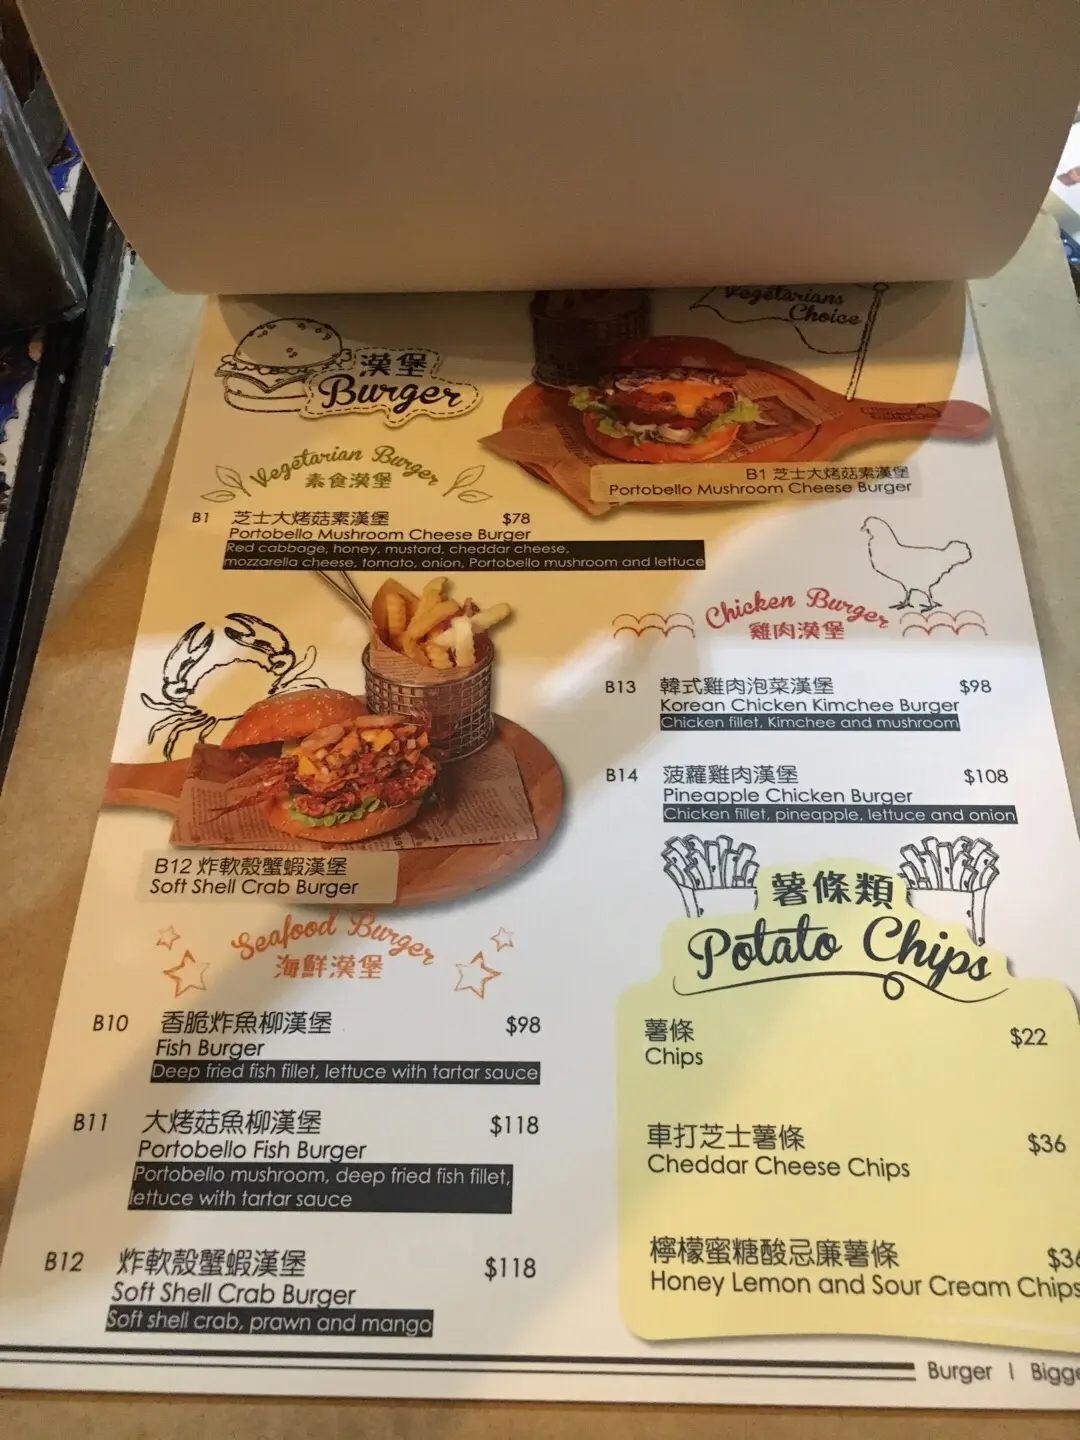 漢堡
Burger
Vegetarian Burger
素食漢堡
B1 芝士大烤菇素漢堡 $78
Portobello Mushroom Cheese Burger
Red cabbage, honey, mustard, cheddar cheese,
mozzarella cheese, tomato, onion, Portobello mushroom and lettuce
Vegetarians
Choice
B1 芝士大烤菇素漢堡
Portobello Mushroom Cheese Burger
B12 炸軟殼蟹蝦漢堡
Soft Shell Crab Burger
Seafood Burger
海鮮漢堡
B10 香脆炸魚柳漢堡 $98
Fish Burger
Deep fried fish fillet, lettuce with tartar sauce
B11 大烤菇魚柳漢堡 $118
Portobello Fish Burger
Portobello mushroom, deep fried fish fillet,
lettuce with tartar sauce
B12 炸軟殼蟹蝦漢堡 $118
Soft Shell Crab Burger
Soft shell crab, prawn and mango
Chicken Burger
雞肉漢堡
B13 韓式雞肉泡菜漢堡 $98
Korean Chicken Kimchee Burger
Chicken fillet, Kimchee and mushroom
B14 菠蘿雞肉漢堡 $108
Pineapple Chicken Burger
Chicken fillet, pineapple, lettuce and onion
薯條類
Potato Chips
薯條 $22
Chips
車打芝士薯條 $36
Cheddar Cheese Chips
檸檬蜜糖酸忌廉薯條 $36
Honey Lemon and Sour Cream Chips
Burger | Bigge